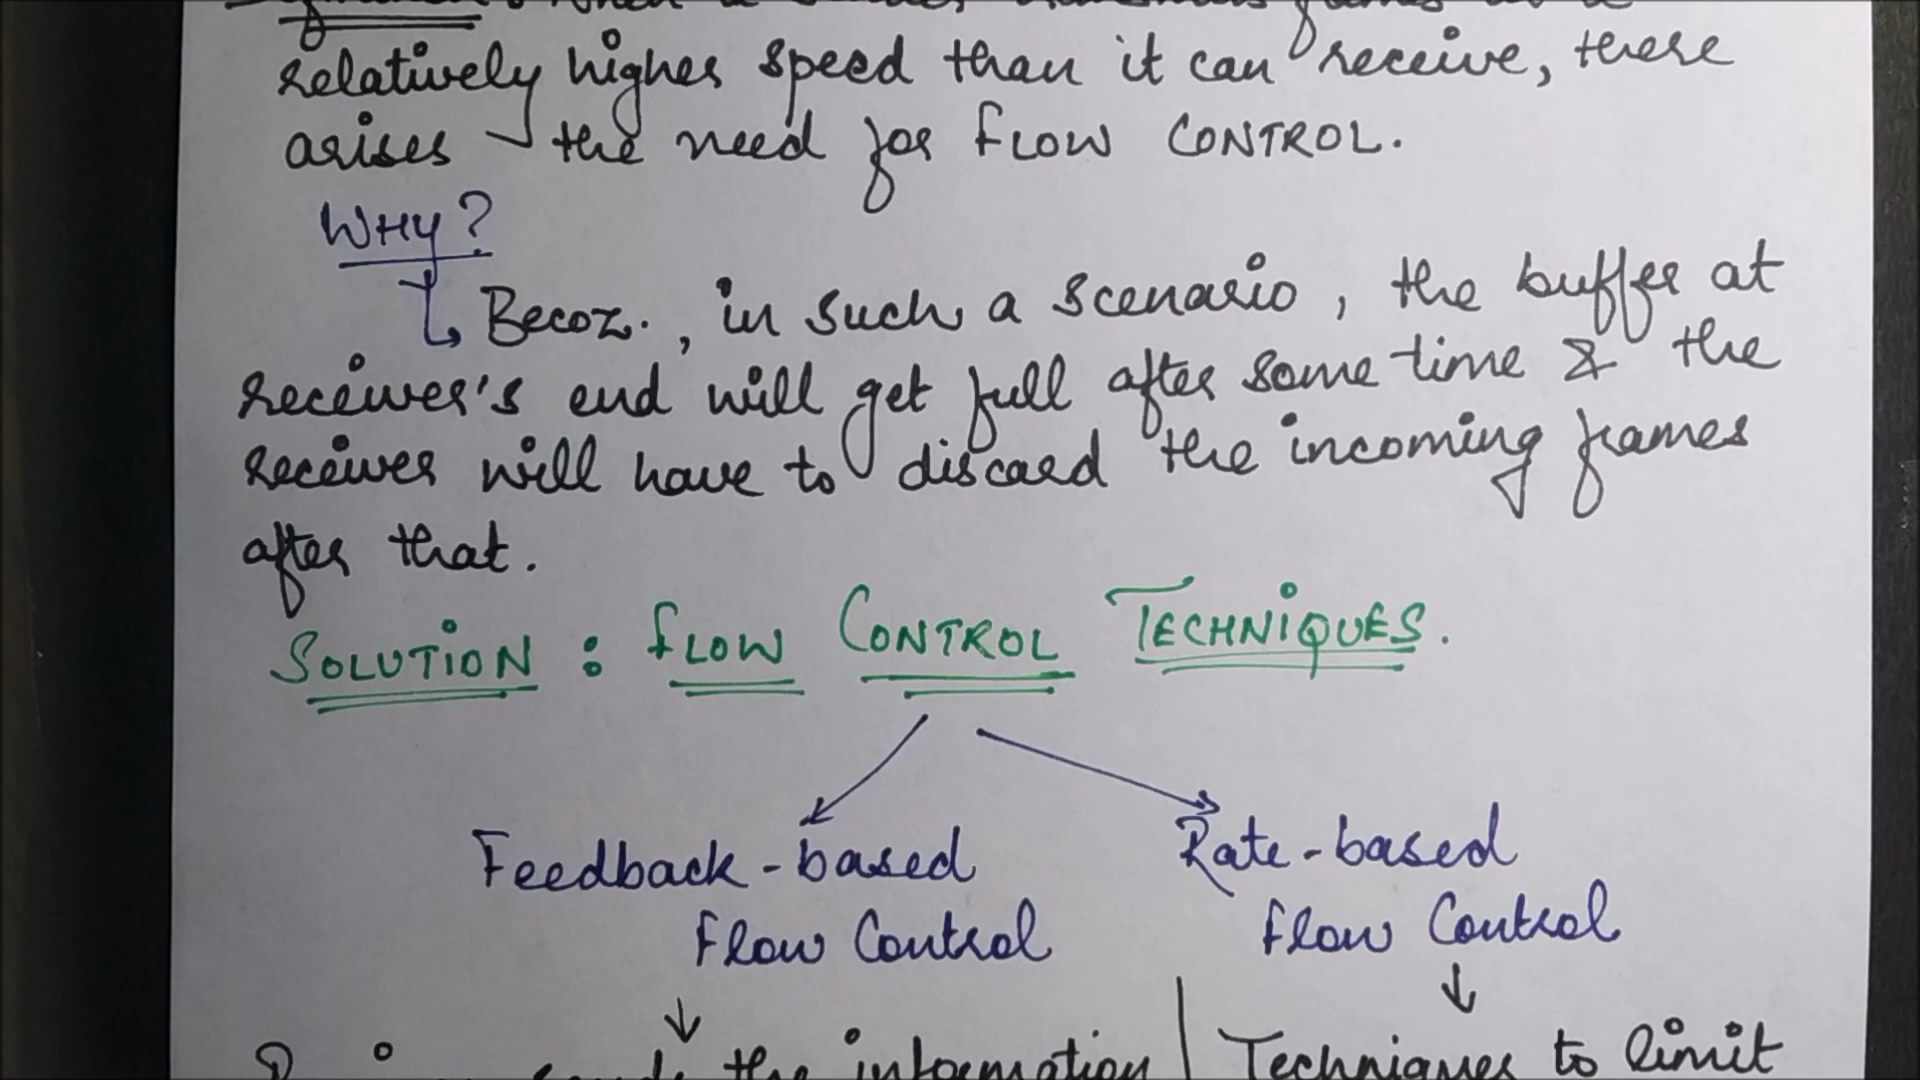 relatively higher speed than it can receive, there
arises the need for FLOW CONTROL.
WHY?
Becoz., in such a scenario, the buffer at
receiver's end will get full after some time & the
receiver will have to discard the incoming frames
after that.
SOLUTION : FLOW CONTROL TECHNIQUES.
Feedback-based Rate-based
Flow Control Flow Control
the information Techniques to limit